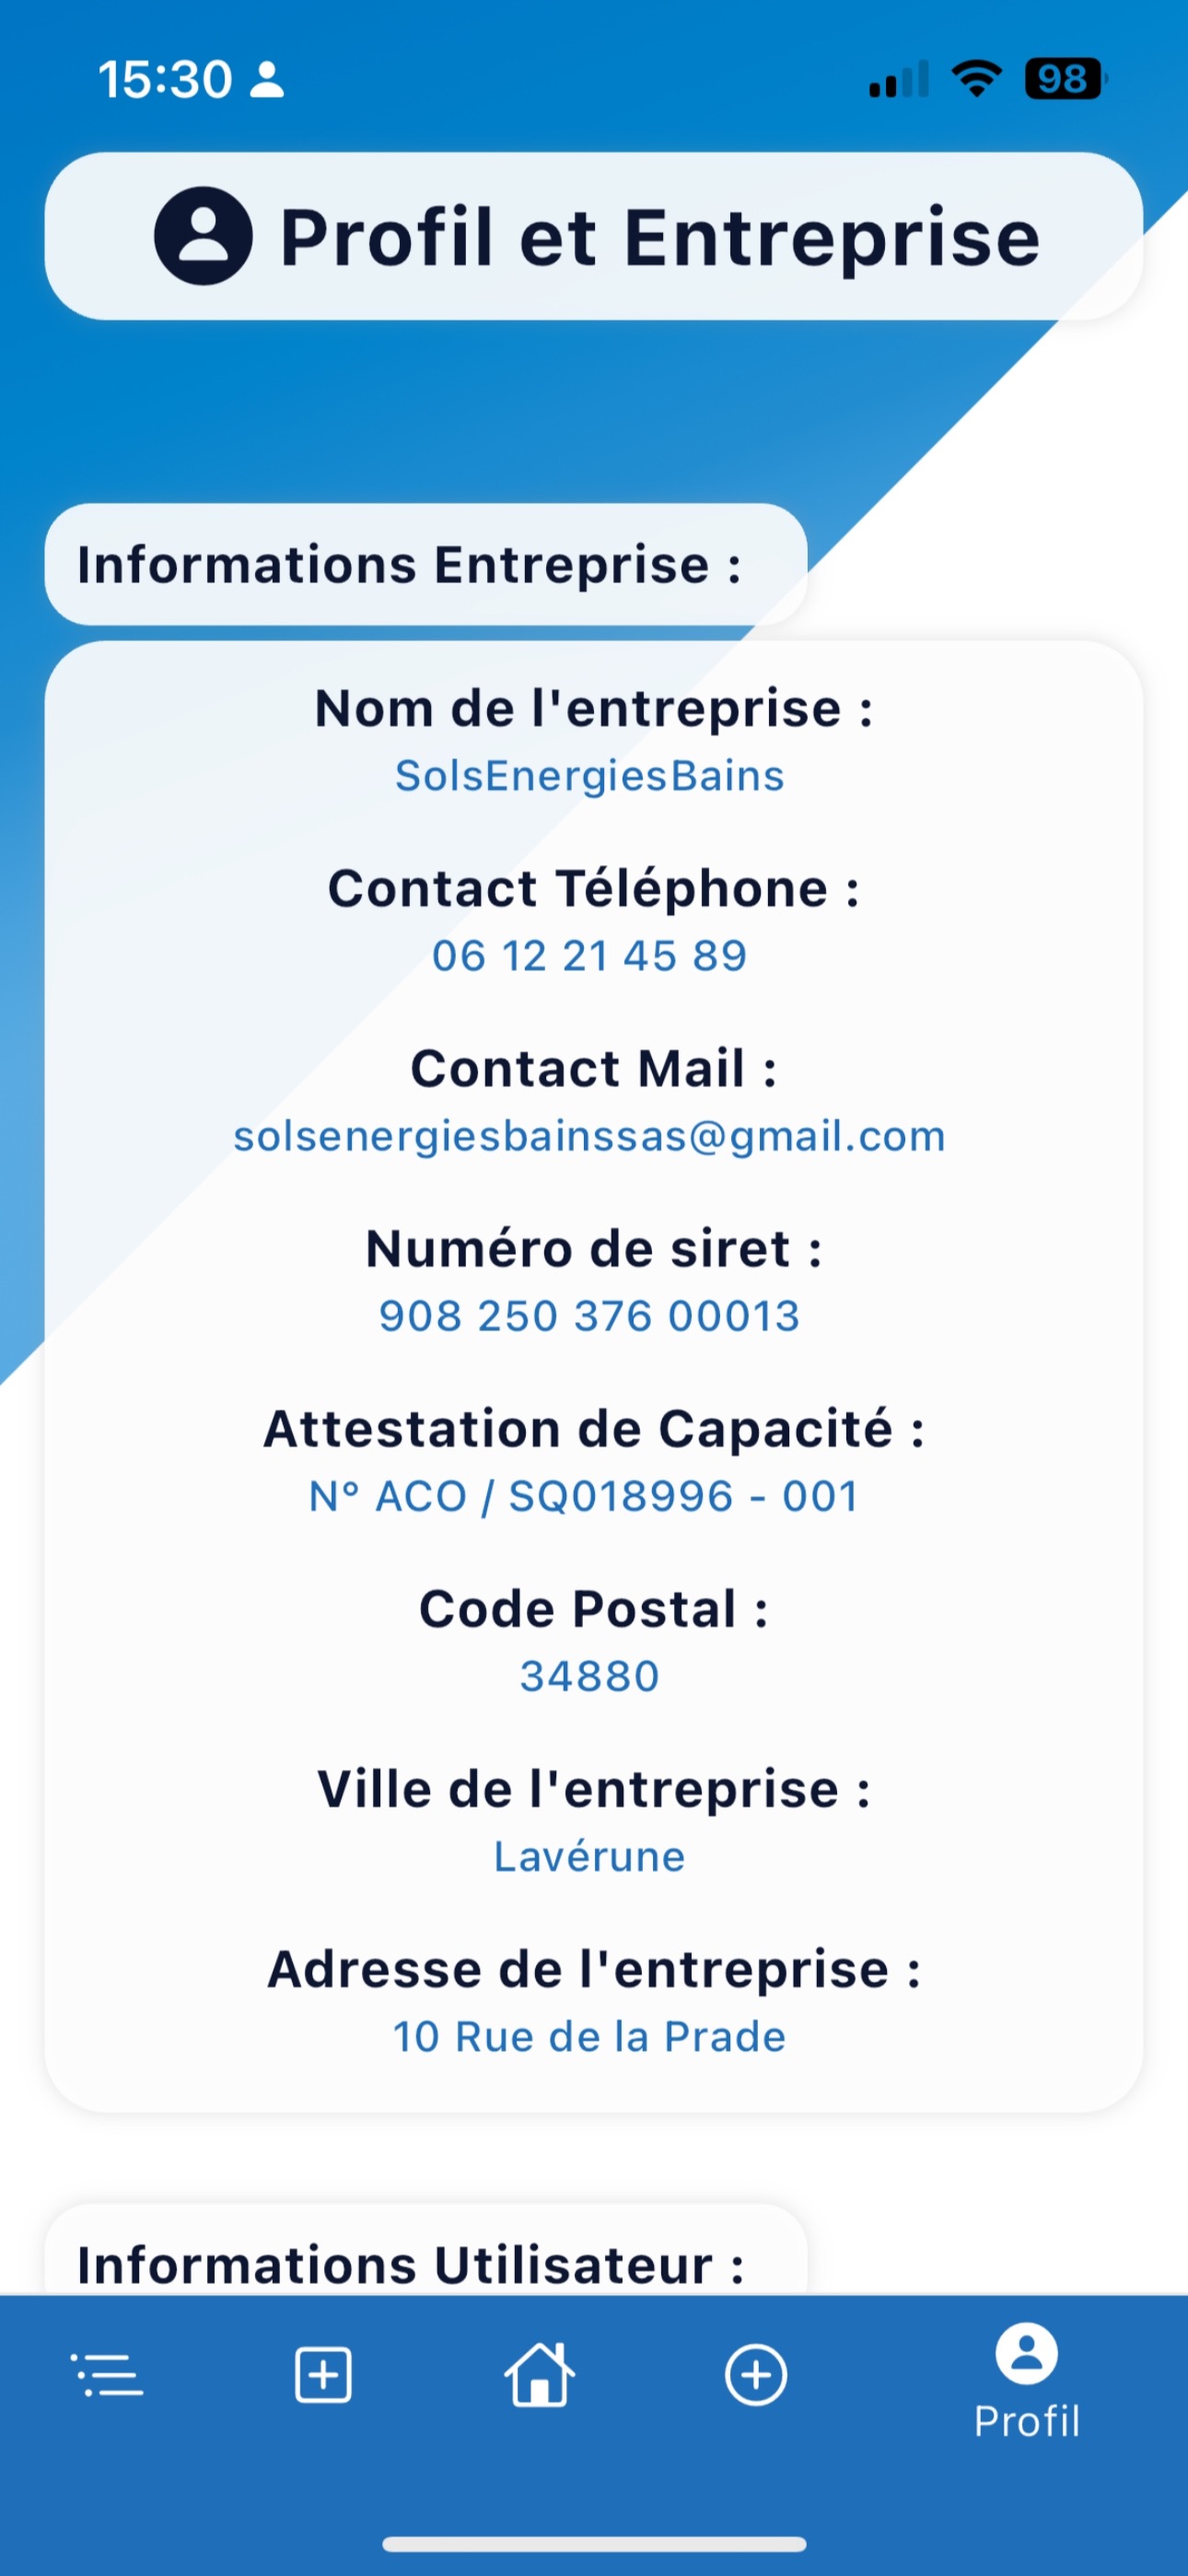 15:30
98
Profil et Entreprise
Informations Entreprise :
Nom de l'entreprise :
SolsEnergiesBains
Contact Téléphone :
06 12 21 45 89
Contact Mail :
solsenergiesbainssas@gmail.com
Numéro de siret :
908 250 376 00013
Attestation de Capacité :
N° ACO / SQ018996 - 001
Code Postal :
34880
Ville de l'entreprise :
Lavérune
Adresse de l'entreprise :
10 Rue de la Prade
Informations Utilisateur :
Profil